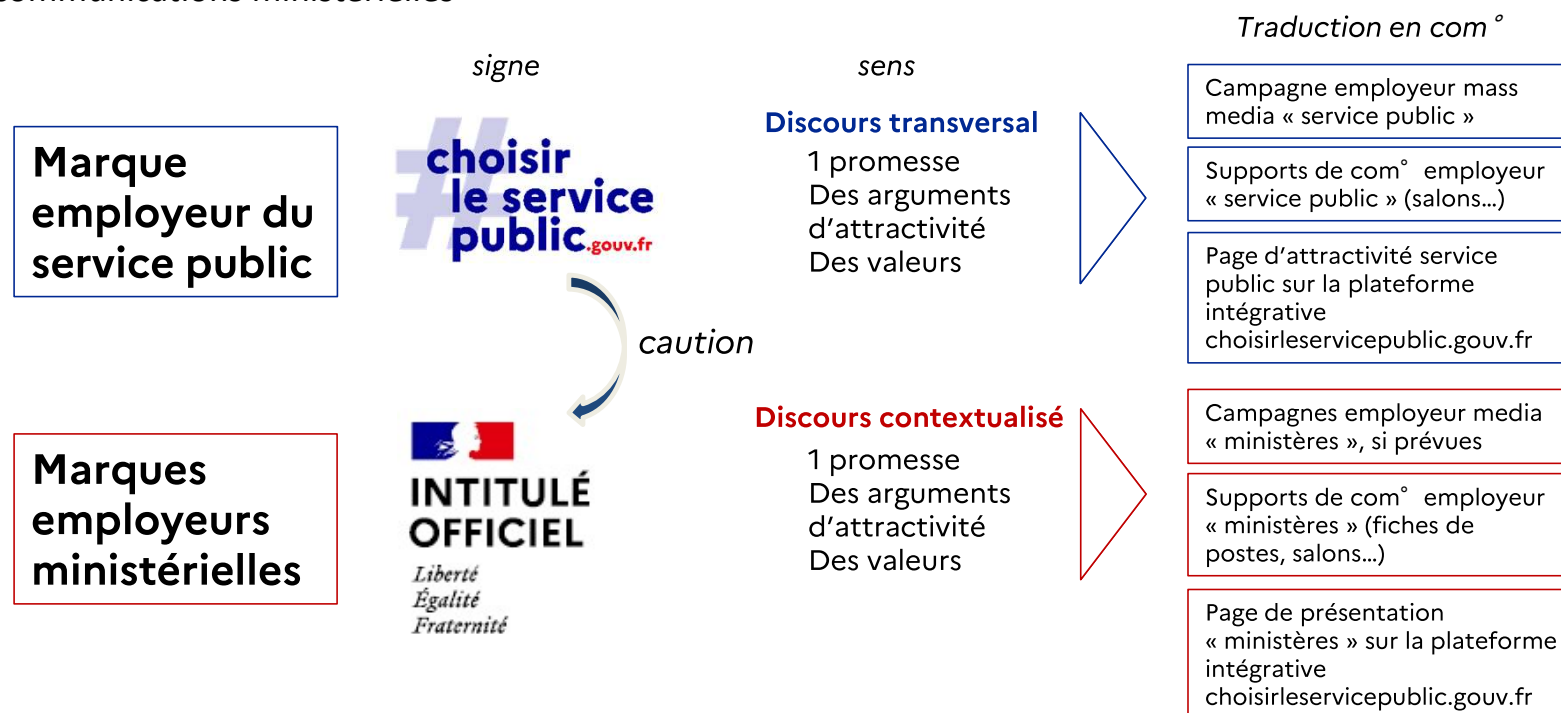 communications ministérielles
Traduction en com°
signe
sens
Marque
employeur du
service public
#
choisir
le service
public.gouv.fr
Discours transversal
1 promesse
Des arguments
d’attractivité
Des valeurs
Campagne employeur mass
media « service public »
Supports de com° employeur
« service public » (salons…)
Page d’attractivité service
public sur la plateforme
intégrative
choisirleservicepublic.gouv.fr
caution
Marques
employeurs
ministérielles
INTITULÉ
OFFICIEL
Liberté
Égalité
Fraternité
Discours contextualisé
1 promesse
Des arguments
d’attractivité
Des valeurs
Campagnes employeur media
« ministères », si prévues
Supports de com° employeur
« ministères » (fiches de
postes, salons…)
Page de présentation
« ministères » sur la plateforme
intégrative
choisirleservicepublic.gouv.fr